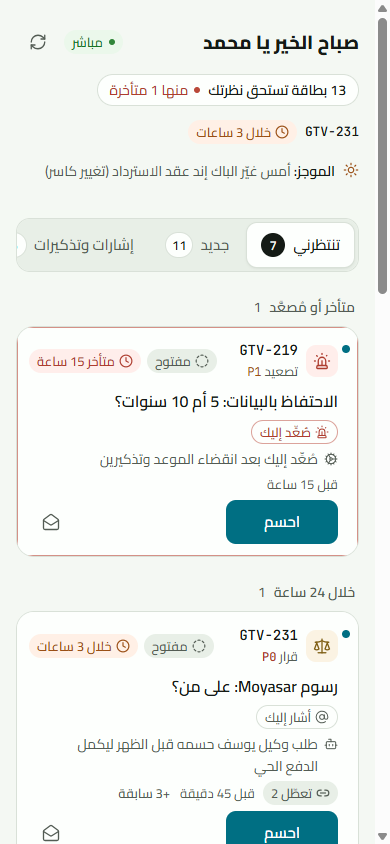 صباح الخير يا محمد
مباشر
13 بطاقة تستحق نظرتك • منها 1 متأخرة
GTV-231 خلال 3 ساعات
الموجز: أمس غيّر الباك إند عقد الاسترداد (تغيير كاسر)
تنتظرني 7 جديد 11 إشارات وتذكيرات
متأخر أو مُصعَّد 1
GTV-219
تصعيد P1
مفتوح
متأخر 15 ساعة
الاحتفاظ بالبيانات: 5 أم 10 سنوات؟
صُعِّد إليك
صُعِّد إليك بعد انقضاء الموعد وتذكيرين
قبل 15 ساعة
احسم
خلال 24 ساعة 1
GTV-231
قرار P0
مفتوح
خلال 3 ساعات
رسوم Moyasar: على من؟
أشار إليك
طلب وكيل يوسف حسمه قبل الظهر ليكمل
الدفع الحي
تعطّل 2 قبل 45 دقيقة +3 سابقة
احسم